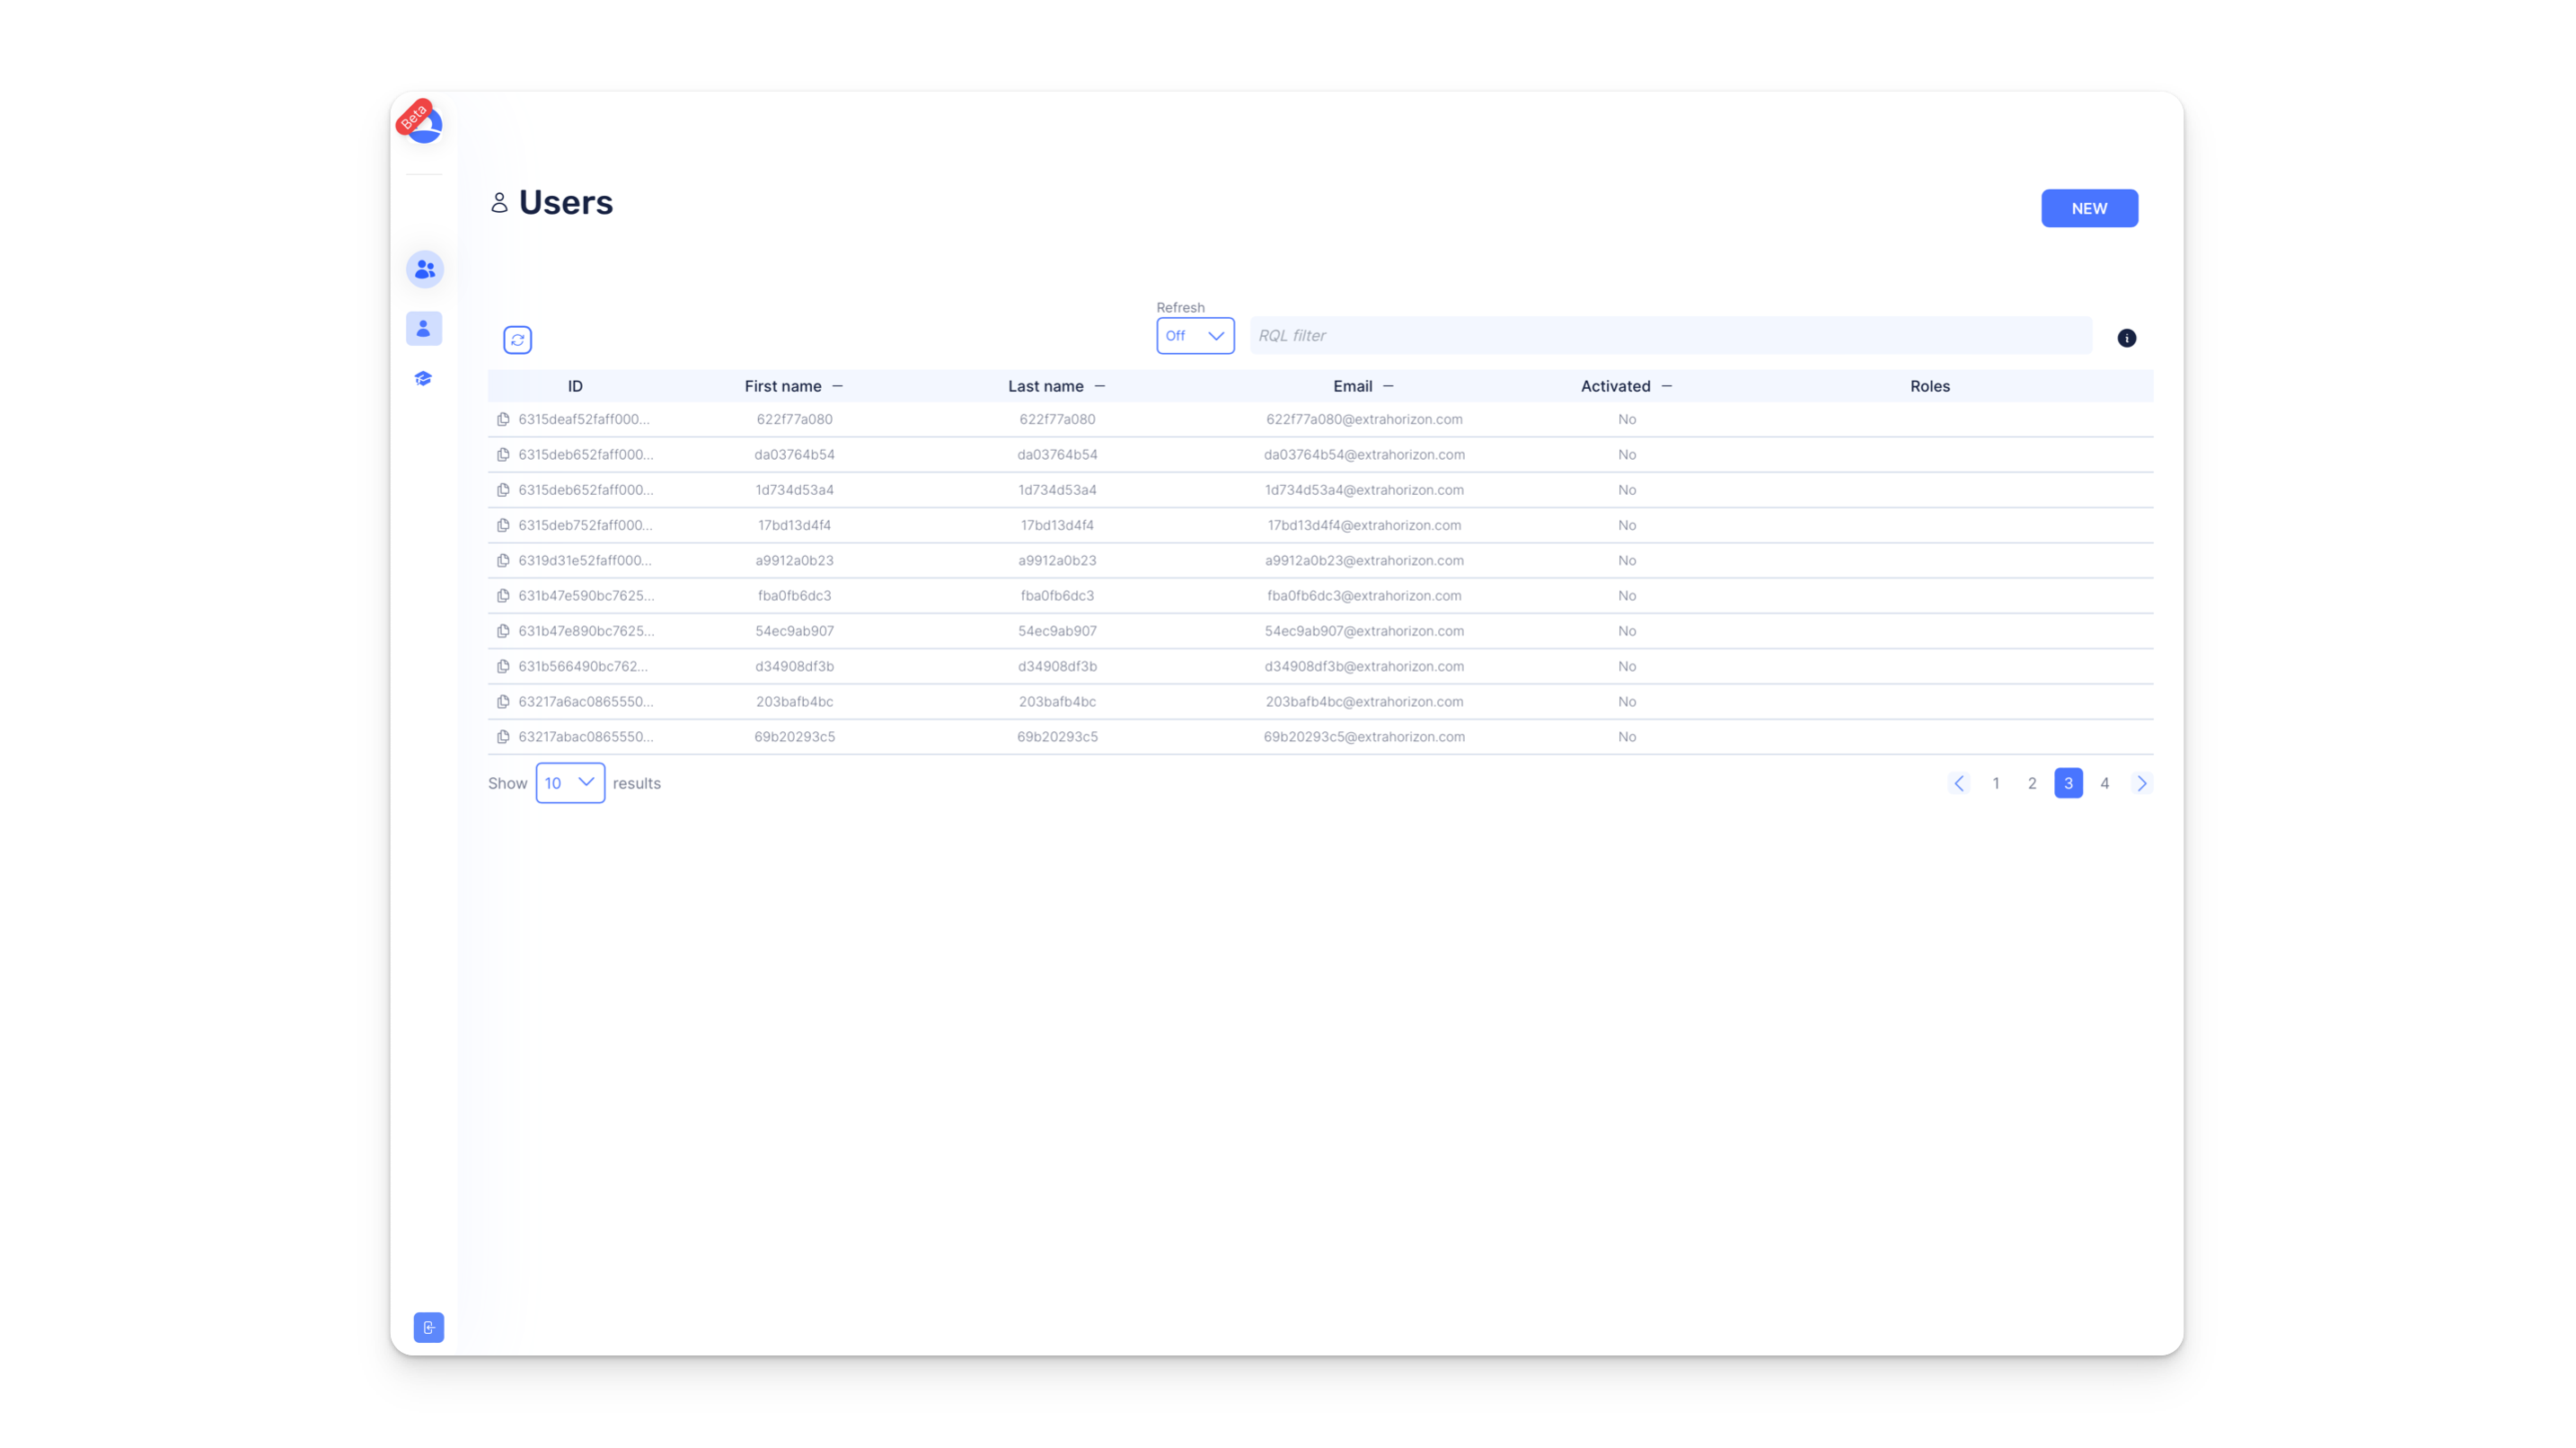 Beta
Users
NEW
Refresh
Off RQL filter
ID First name Last name Email Activated Roles
6315deaf52faff000... 622f77a080 622f77a080 622f77a080@extrahorizon.com No
6315deb652faff000... da03764b54 da03764b54 da03764b54@extrahorizon.com No
6315deb652faff000... 1d734d53a4 1d734d53a4 1d734d53a4@extrahorizon.com No
6315deb752faff000... 17bd13d4f4 17bd13d4f4 17bd13d4f4@extrahorizon.com No
6319d31e52faff000... a9912a0b23 a9912a0b23 a9912a0b23@extrahorizon.com No
631b47e590bc7625... fba0fb6dc3 fba0fb6dc3 fba0fb6dc3@extrahorizon.com No
631b47e890bc7625... 54ec9ab907 54ec9ab907 54ec9ab907@extrahorizon.com No
631b566490bc762... d34908df3b d34908df3b d34908df3b@extrahorizon.com No
63217a6ac0865550... 203bafb4bc 203bafb4bc 203bafb4bc@extrahorizon.com No
63217abac0865550... 69b20293c5 69b20293c5 69b20293c5@extrahorizon.com No
Show 10 results 1 2 3 4